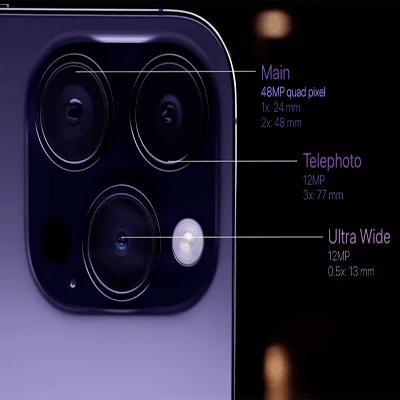 Main
48MP quad pixel
1x: 24 mm
2x: 48 mm
Telephoto
12MP
3x: 77 mm
Ultra Wide
12MP
0.5x: 13 mm